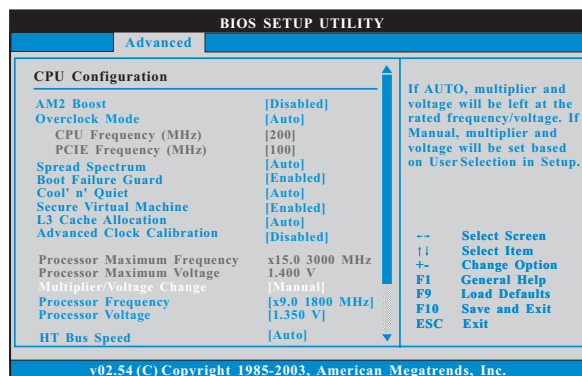 BIOS SETUP UTILITY
Advanced
CPU Configuration
AM2 Boost [Disabled]
Overclock Mode [Auto]
CPU Frequency (MHz) [200]
PCIE Frequency (MHz) [100]
Spread Spectrum [Auto]
Boot Failure Guard [Enabled]
Cool' n' Quiet [Auto]
Secure Virtual Machine [Enabled]
L3 Cache Allocation [Auto]
Advanced Clock Calibration [Disabled]
Processor Maximum Frequency x15.0 3000 MHz
Processor Maximum Voltage 1.400 V
Multiplier/Voltage Change [Manual]
Processor Frequency [x9.0 1800 MHz]
Processor Voltage [1.350 V]
HT Bus Speed [Auto]
If AUTO, multiplier and
voltage will be left at the
rated frequency/voltage. If
Manual, multiplier and
voltage will be set based
on User Selection in Setup.
←→ Select Screen
↑↓ Select Item
+- Change Option
F1 General Help
F9 Load Defaults
F10 Save and Exit
ESC Exit
v02.54 (C) Copyright 1985-2003, American Megatrends, Inc.